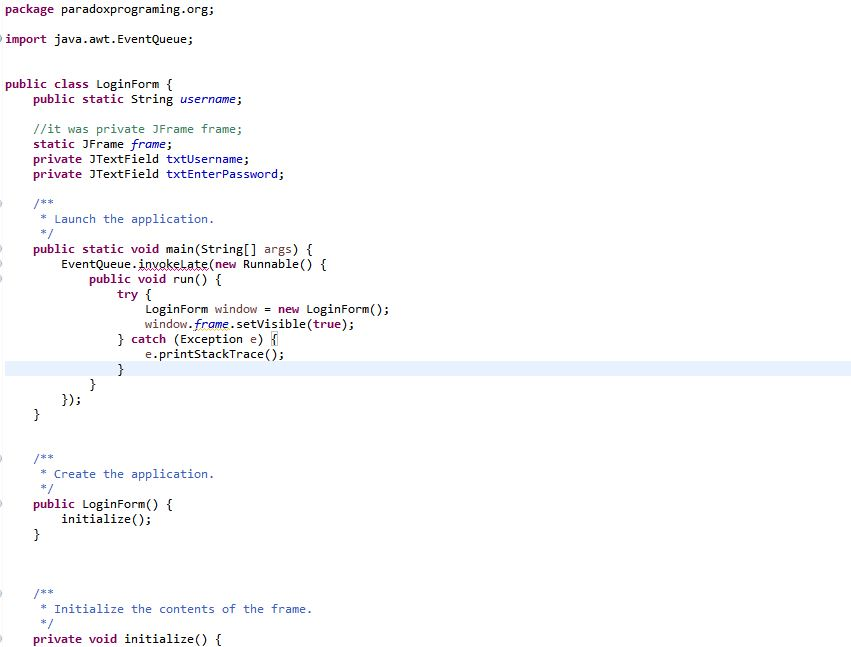 package paradoxprograming.org;
import java.awt.EventQueue;
public class LoginForm {
public static String username;
//it was private JFrame frame;
static JFrame frame;
private JTextField txtUsername;
private JTextField txtEnterPassword;
/**
* Launch the application.
*/
public static void main(String[] args) {
EventQueue.invokeLate(new Runnable() {
public void run() {
try {
LoginForm window = new LoginForm();
window.frame.setVisible(true);
} catch (Exception e) {
e.printStackTrace();
}
}
});
}
/**
* Create the application.
*/
public LoginForm() {
initialize();
}
/**
* Initialize the contents of the frame.
*/
private void initialize() {